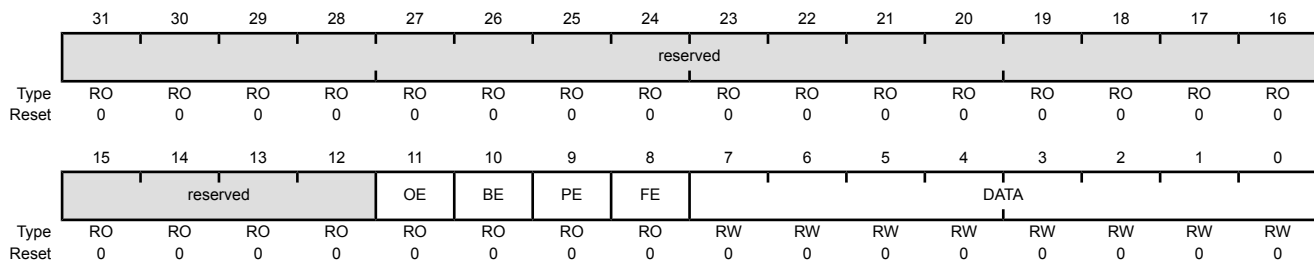 31 30 29 28 27 26 25 24 23 22 21 20 19 18 17 16
reserved
Type RO RO RO RO RO RO RO RO RO RO RO RO RO RO RO RO
Reset 0 0 0 0 0 0 0 0 0 0 0 0 0 0 0 0
15 14 13 12 11 10 9 8 7 6 5 4 3 2 1 0
reserved OE BE PE FE DATA
Type RO RO RO RO RO RO RO RO RW RW RW RW RW RW RW RW
Reset 0 0 0 0 0 0 0 0 0 0 0 0 0 0 0 0